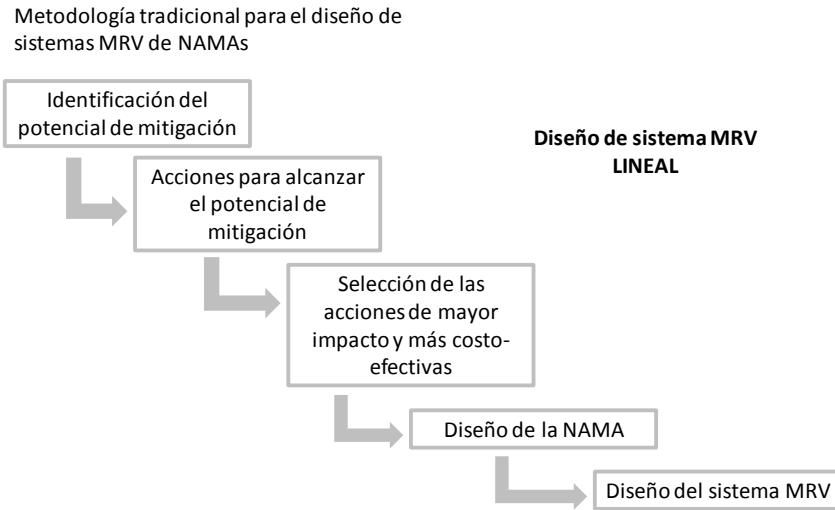 Metodología tradicional para el diseño de
sistemas MRV de NAMAs
Identificación del
potencial de mitigación
Diseño de sistema MRV
LINEAL
Acciones para alcanzar
el potencial de
mitigación
Selección de las
acciones de mayor
impacto y más costo-
efectivas
Diseño de la NAMA
Diseño del sistema MRV